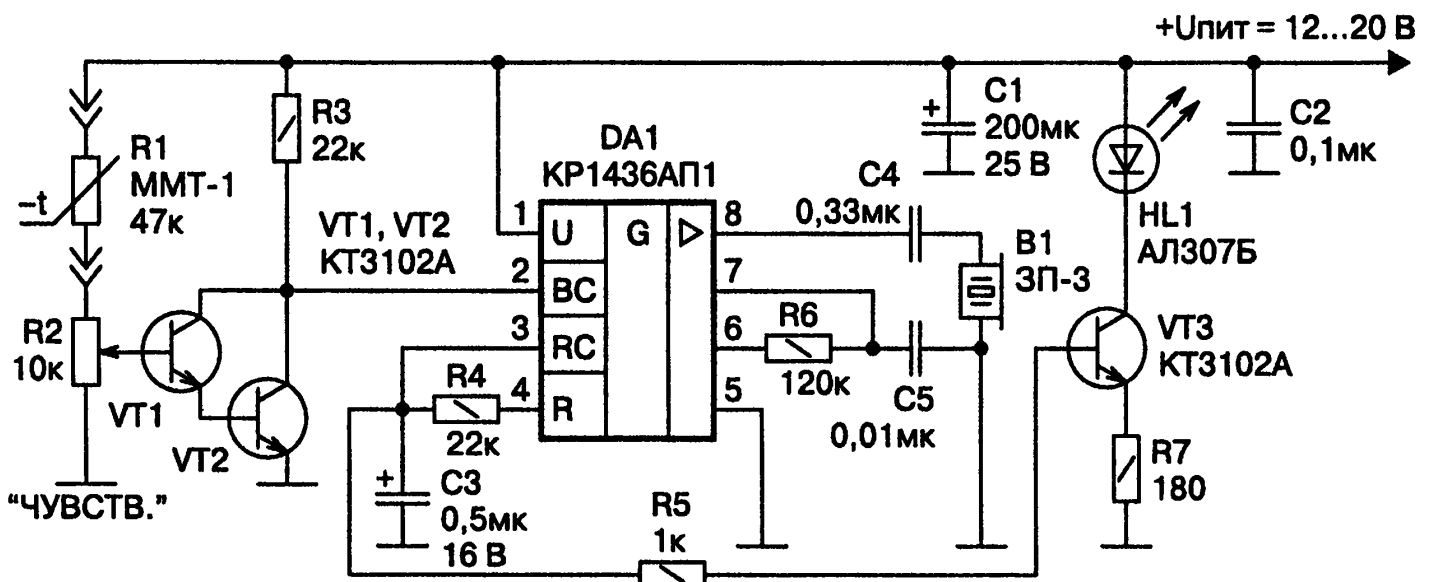 +Uпит = 12...20 В
R1
ММТ-1
47к
–t
R2
10к
"ЧУВСТВ."
R3
22к
VT1, VT2
КТ3102А
VT1
VT2
DA1
КР1436АП1
1
2
3
4
U
BC
RC
R
G
8
7
6
5
R4
22к
+
C3
0,5мк
16 В
R5
1к
C4
0,33мк
R6
120к
C5
0,01мк
B1
ЗП-3
+
C1
200мк
25 В
HL1
АЛ307Б
C2
0,1мк
VT3
КТ3102А
R7
180